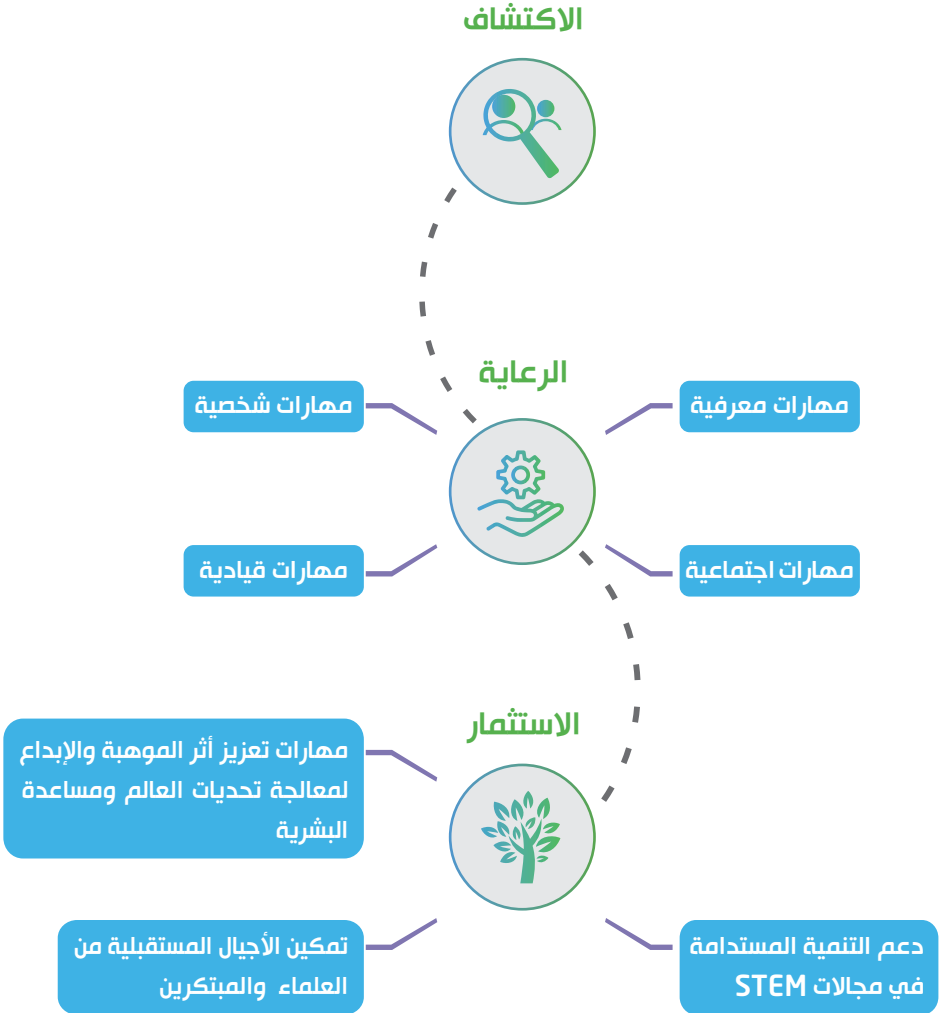 الاكتشاف
الرعاية
مهارات معرفية
مهارات شخصية
مهارات اجتماعية
مهارات قيادية
الاستثمار
مهارات تعزيز أثر الموهبة والإبداع
لمعالجة تحديات العالم ومساعدة
البشرية
دعم التنمية المستدامة
في مجالات STEM
تمكين الأجيال المستقبلية من
العلماء والمبتكرين